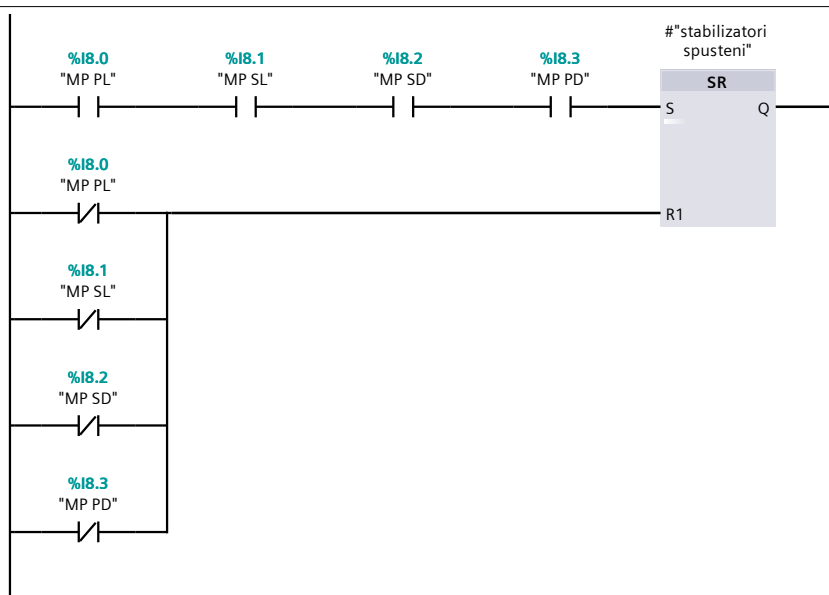 #"stabilizatori
spusteni"
%I8.0
"MP PL"
%I8.1
"MP SL"
%I8.2
"MP SD"
%I8.3
"MP PD"
SR
S
Q
%I8.0
"MP PL"
R1
%I8.1
"MP SL"
%I8.2
"MP SD"
%I8.3
"MP PD"